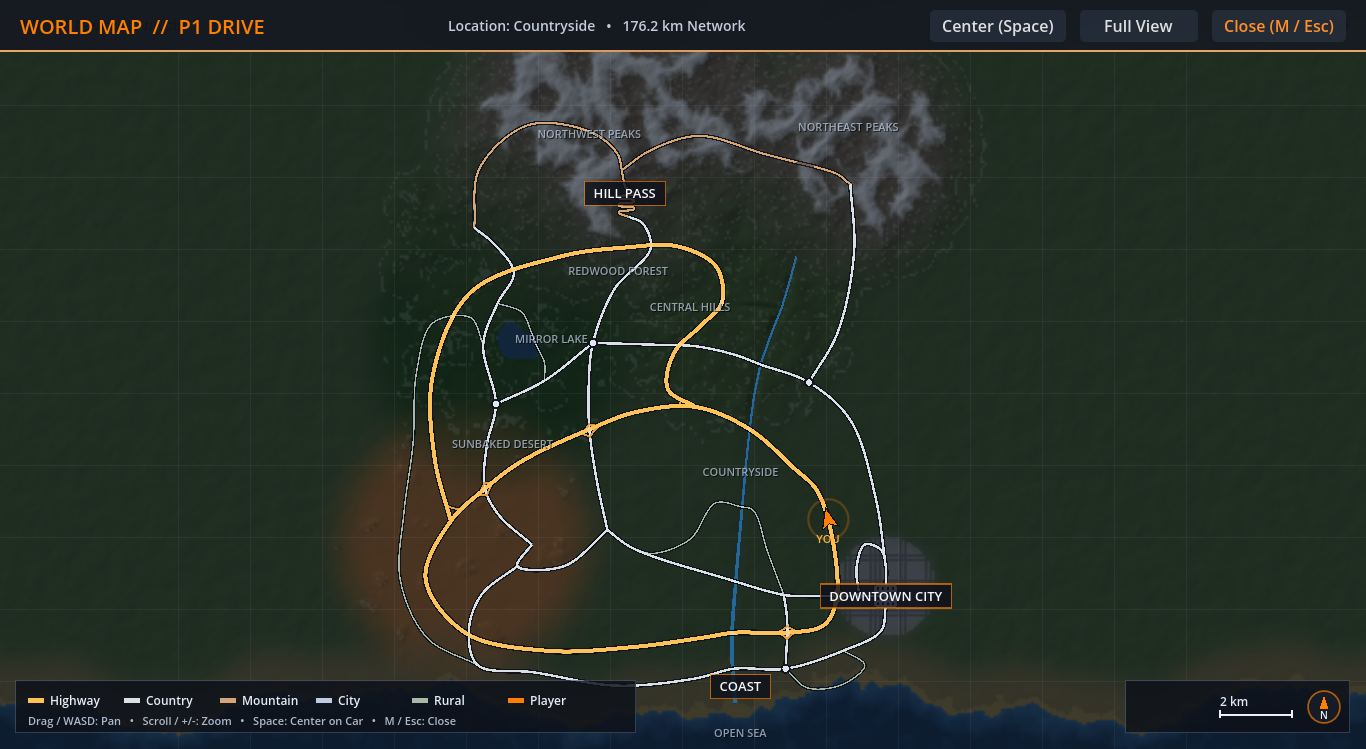 WORLD MAP // P1 DRIVE
Location: Countryside • 176.2 km Network
Center (Space)
Full View
Close (M / Esc)
NORTHWEST PEAKS
NORTHEAST PEAKS
HILL PASS
REDWOOD FOREST
CENTRAL HILLS
MIRROR LAKE
SUNBAKED DESERT
COUNTRYSIDE
YOU
DOWNTOWN CITY
COAST
OPEN SEA
Highway
Country
Mountain
City
Rural
Player
Drag / WASD: Pan • Scroll / +/-: Zoom • Space: Center on Car • M / Esc: Close
2 km
N